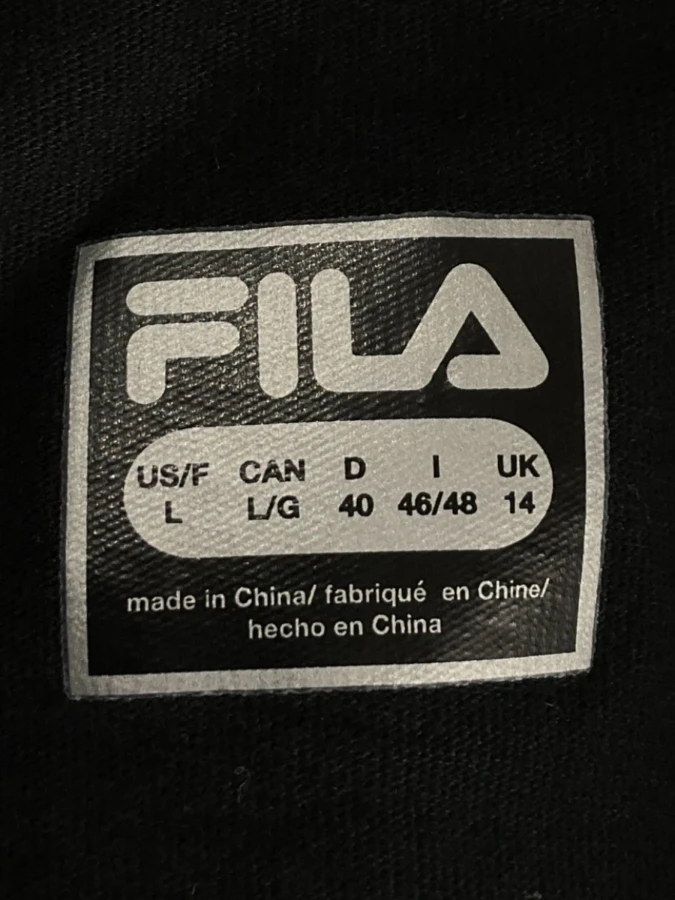 FILA
US/F CAN D I UK
L L/G 40 46/48 14
made in China/ fabriqué en Chine/
hecho en China